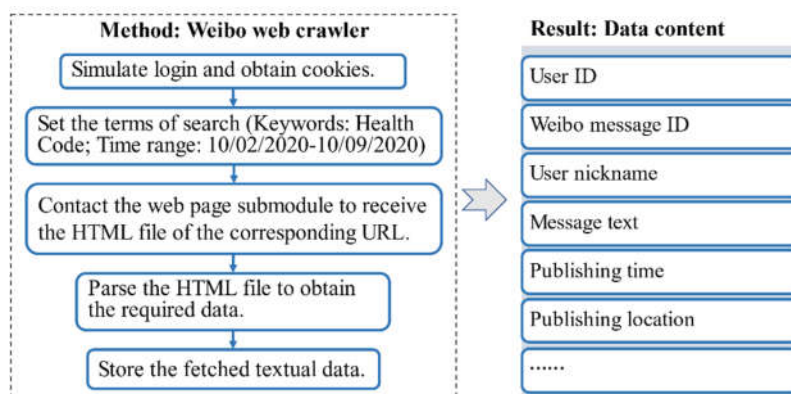 Method: Weibo web crawler
Simulate login and obtain cookies.
Set the terms of search (Keywords: Health
Code; Time range: 10/02/2020-10/09/2020)
Contact the web page submodule to receive
the HTML file of the corresponding URL.
Parse the HTML file to obtain
the required data.
Store the fetched textual data.
Result: Data content
User ID
Weibo message ID
User nickname
Message text
Publishing time
Publishing location
……